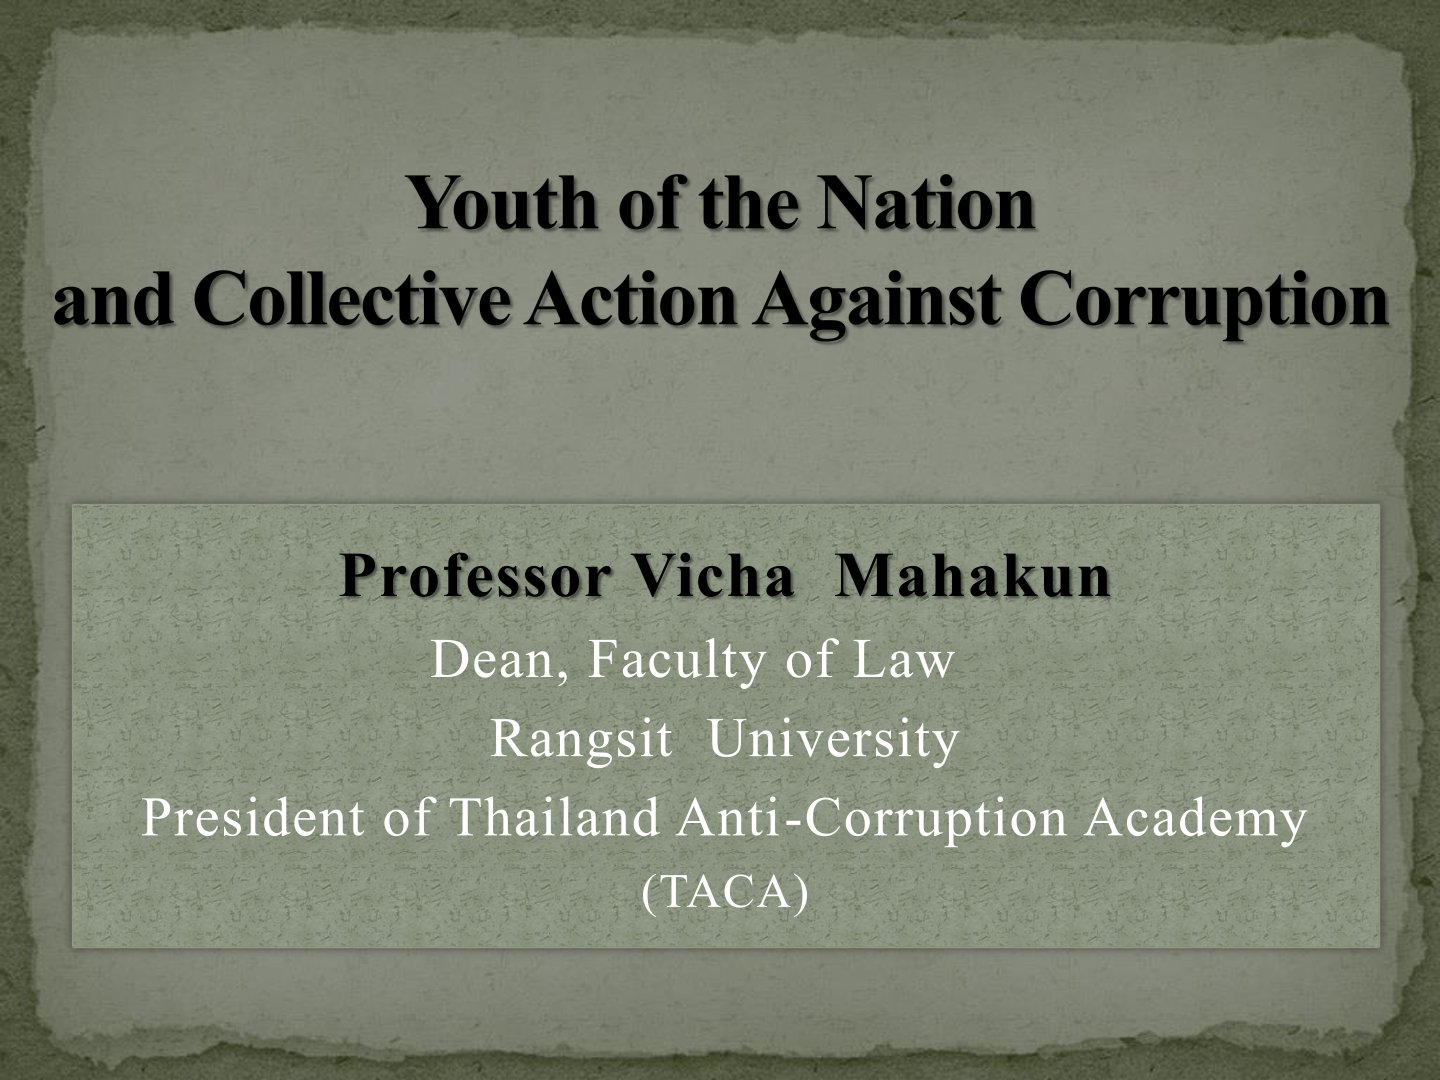 Youth of the Nation
and Collective Action Against Corruption
Professor Vicha Mahakun
Dean, Faculty of Law
Rangsit University
President of Thailand Anti-Corruption Academy
(TACA)